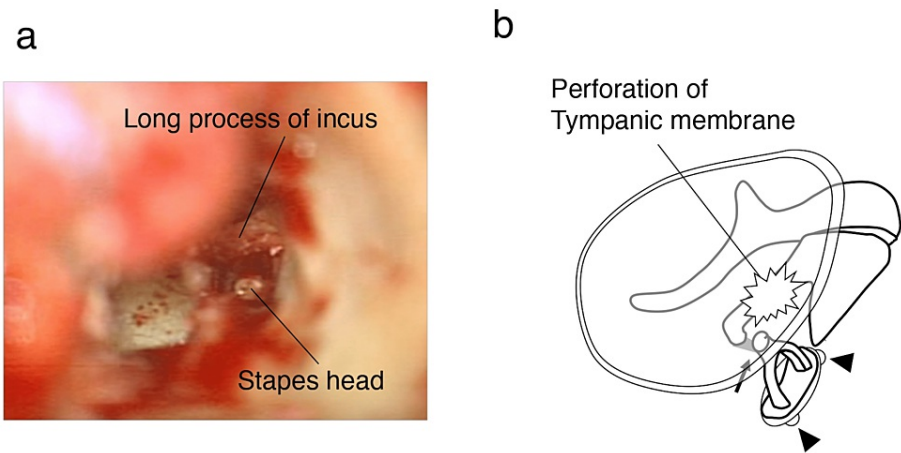 a
Long process of incus
Stapes head
b
Perforation of
Tympanic membrane